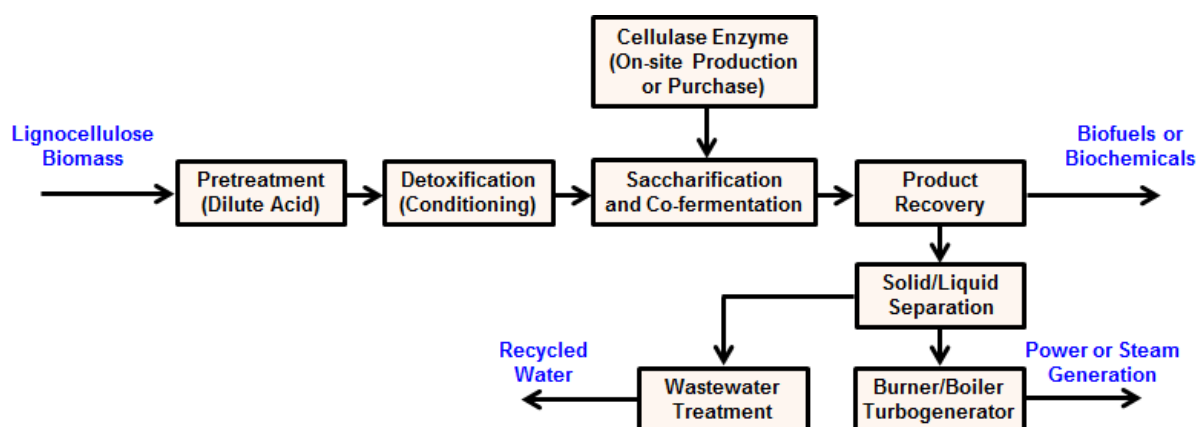 Cellulase Enzyme
(On-site Production
or Purchase)
Lignocellulose
Biomass
Biofuels or
Biochemicals
Pretreatment
(Dilute Acid)
Detoxification
(Conditioning)
Saccharification
and Co-fermentation
Product
Recovery
Solid/Liquid
Separation
Recycled
Water
Power or Steam
Generation
Wastewater
Treatment
Burner/Boiler
Turbogenerator